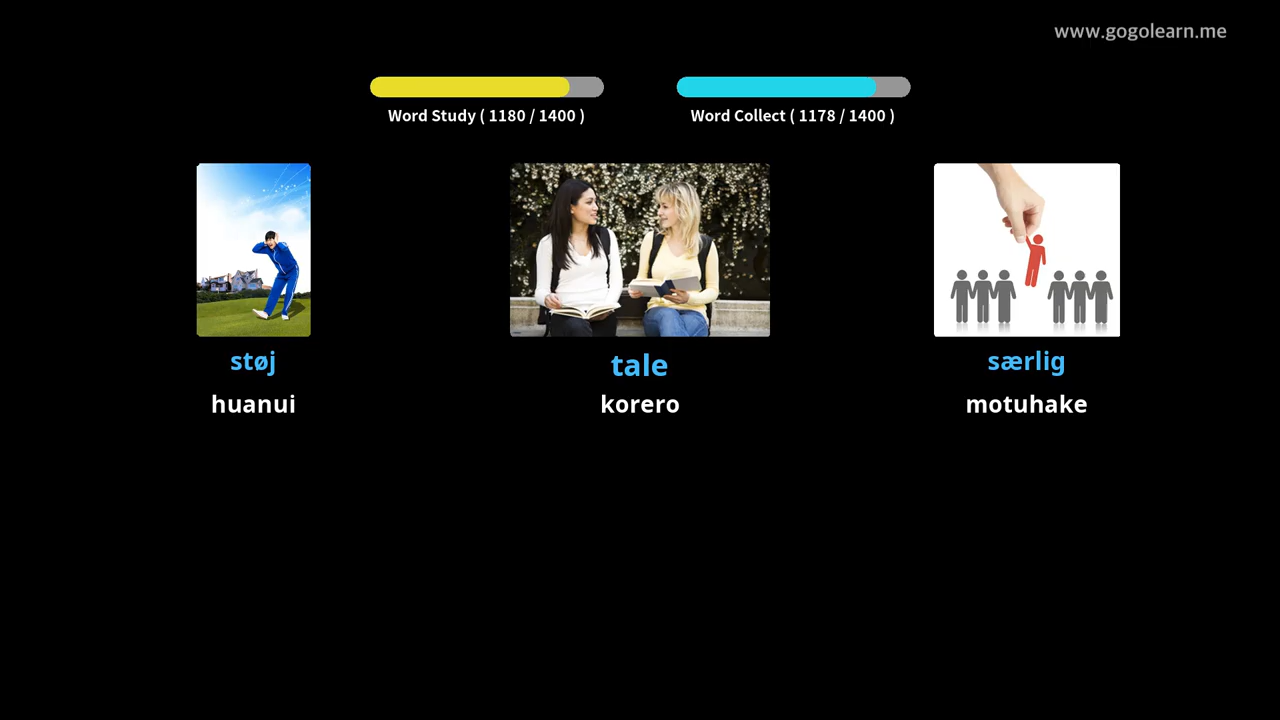 www.gogolearn.me
Word Study ( 1180 / 1400 )
Word Collect ( 1178 / 1400 )
støj
tale
særlig
huanui
korero
motuhake